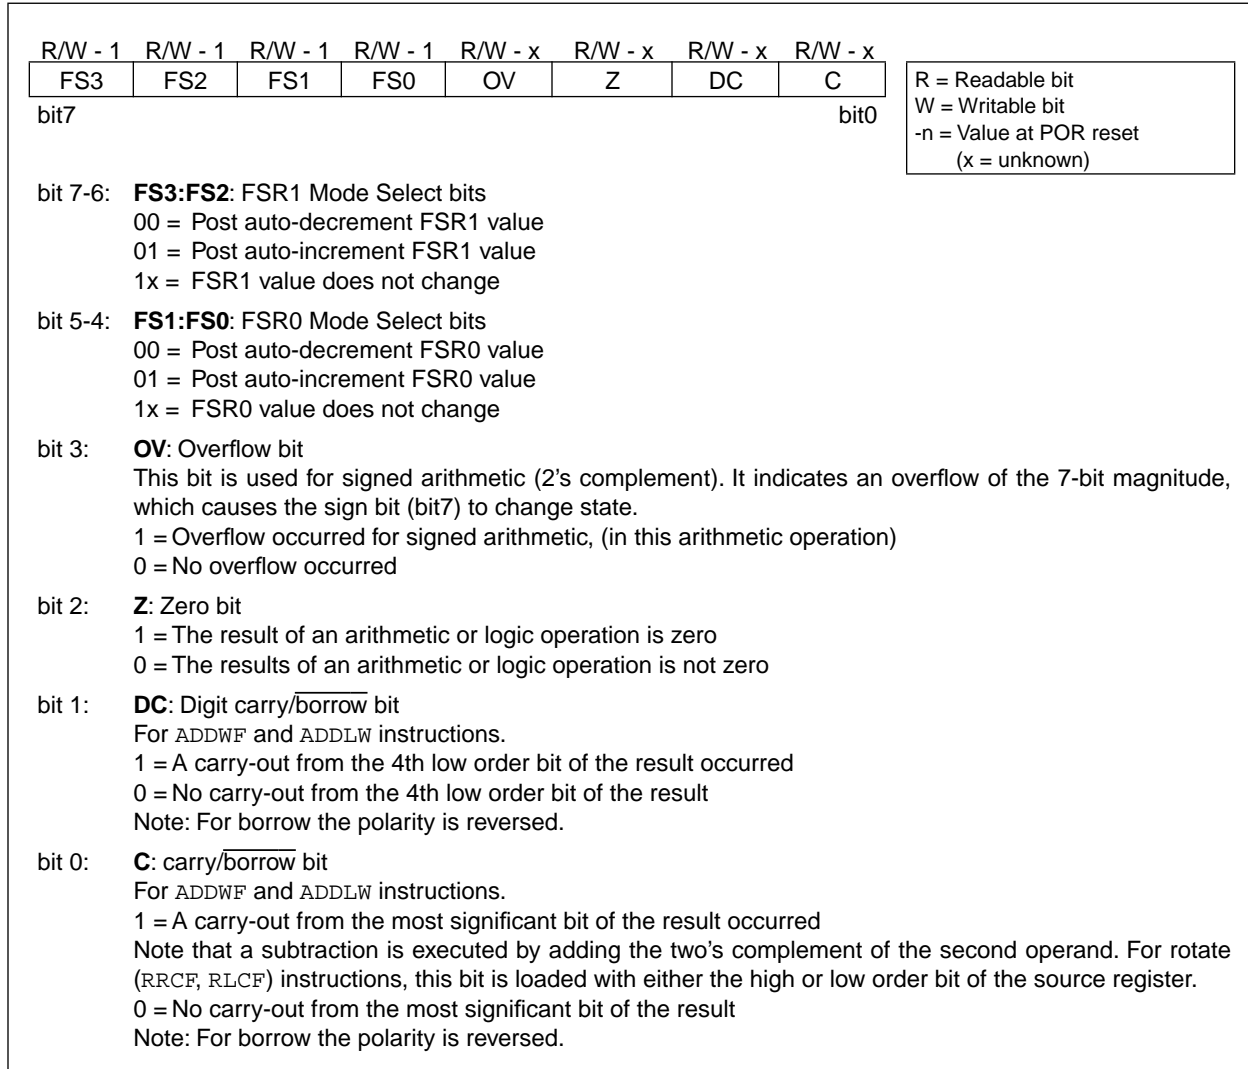 R/W - 1 R/W - 1 R/W - 1 R/W - 1 R/W - x R/W - x R/W - x R/W - x
FS3 FS2 FS1 FS0 OV Z DC C
bit7 bit0
R = Readable bit
W = Writable bit
-n = Value at POR reset
(x = unknown)
bit 7-6: FS3:FS2: FSR1 Mode Select bits
00 = Post auto-decrement FSR1 value
01 = Post auto-increment FSR1 value
1x = FSR1 value does not change
bit 5-4: FS1:FS0: FSR0 Mode Select bits
00 = Post auto-decrement FSR0 value
01 = Post auto-increment FSR0 value
1x = FSR0 value does not change
bit 3: OV: Overflow bit
This bit is used for signed arithmetic (2's complement). It indicates an overflow of the 7-bit magnitude,
which causes the sign bit (bit7) to change state.
1 = Overflow occurred for signed arithmetic, (in this arithmetic operation)
0 = No overflow occurred
bit 2: Z: Zero bit
1 = The result of an arithmetic or logic operation is zero
0 = The results of an arithmetic or logic operation is not zero
bit 1: DC: Digit carry/borrow bit
For ADDWF and ADDLW instructions.
1 = A carry-out from the 4th low order bit of the result occurred
0 = No carry-out from the 4th low order bit of the result
Note: For borrow the polarity is reversed.
bit 0: C: carry/borrow bit
For ADDWF and ADDLW instructions.
1 = A carry-out from the most significant bit of the result occurred
Note that a subtraction is executed by adding the two's complement of the second operand. For rotate
(RRCF, RLCF) instructions, this bit is loaded with either the high or low order bit of the source register.
0 = No carry-out from the most significant bit of the result
Note: For borrow the polarity is reversed.